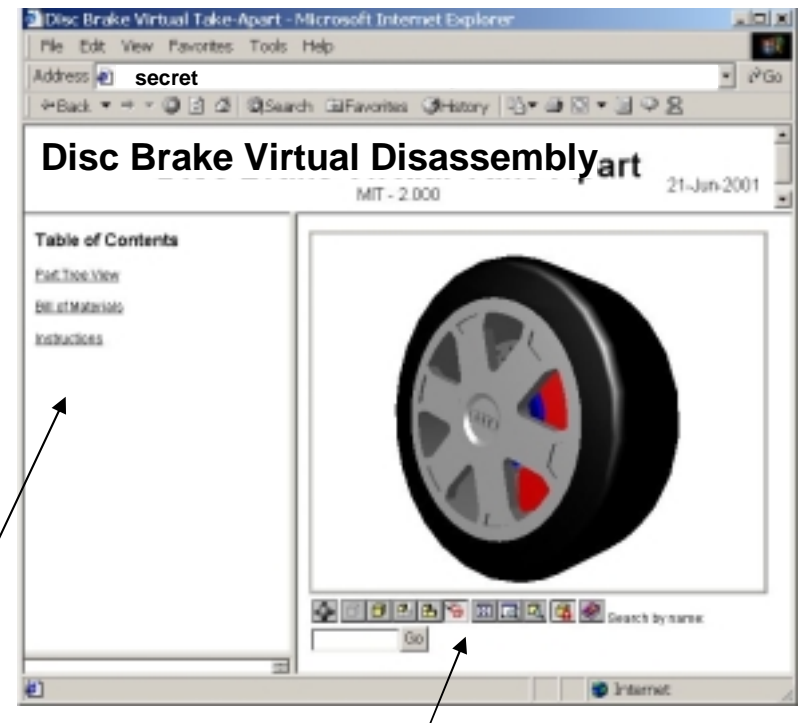 Disc Brake Virtual Take-Apart - Microsoft Internet Explorer
File Edit View Favorites Tools Help
Address secret Go
Back Search Favorites History
Disc Brake Virtual Disassembly
art
MIT - 2.000
21-Jun-2001
Table of Contents
Part Tree View
Bill of Materials
Instructions
Search by name:
Go
Internet